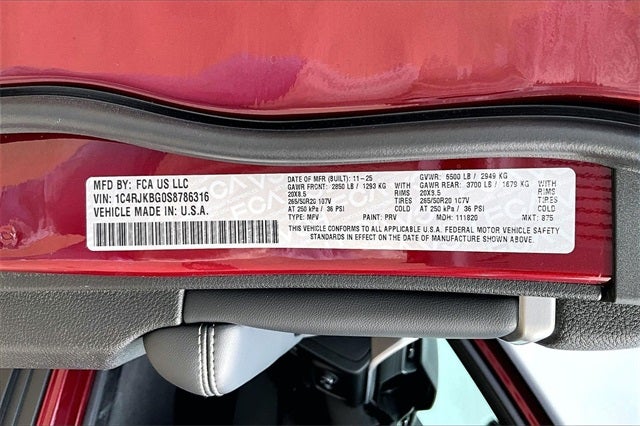 MFD BY: FCA US LLC
VIN: 1C4RJKBG0S8786316
VEHICLE MADE IN: U.S.A.
DATE OF MFR (BUILT): 11-25 GVWR: 6500 LB / 2949 KG
GAWR FRONT: 2850 LB / 1293 KG WITH GAWR REAR: 3700 LB / 1679 KG WITH
20X8.5 RIMS 20X8.5 RIMS
265/50R20 107V TIRES 265/50R20 107V TIRES
AT 250 kPa / 36 PSI COLD AT 250 kPa / 36 PSI COLD
TYPE: MPV PAINT: PRV MDH: 111820 MKT: 875
THIS VEHICLE CONFORMS TO ALL APPLICABLE U.S.A. FEDERAL MOTOR VEHICLE SAFETY
STANDARDS IN EFFECT ON THE DATE OF MANUFACTURE SHOWN ABOVE.